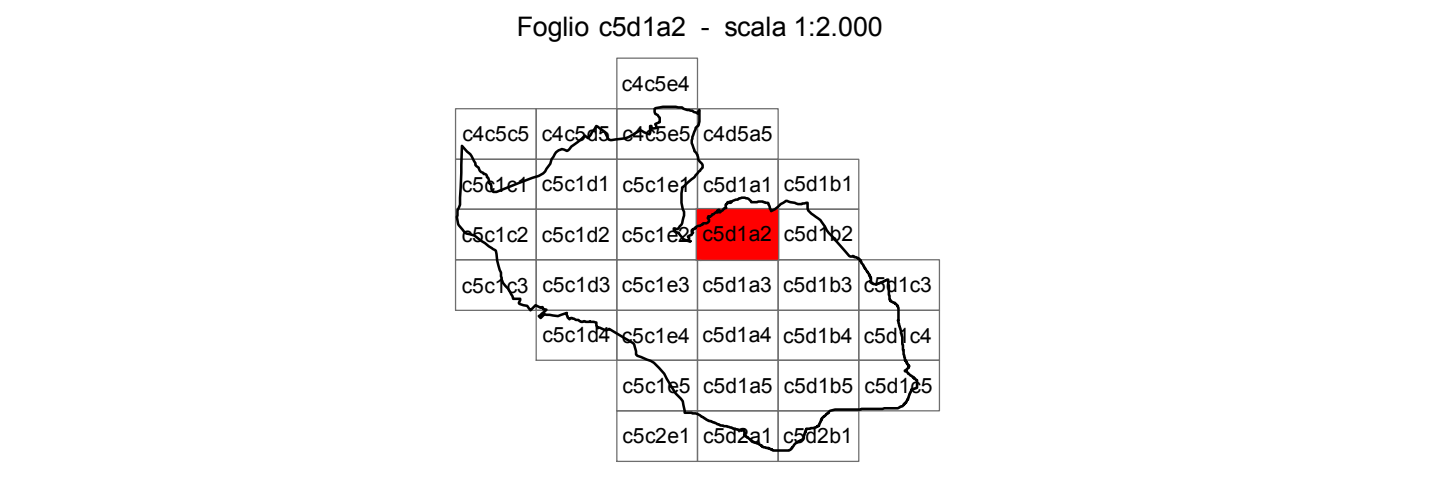 Foglio c5d1a2 - scala 1:2.000
c4c5e4
c4c5c5 c4c5d5 c4c5e5 c4d5a5
c5c1c1 c5c1d1 c5c1e1 c5d1a1 c5d1b1
c5c1c2 c5c1d2 c5c1e2 c5d1a2 c5d1b2
c5c1c3 c5c1d3 c5c1e3 c5d1a3 c5d1b3 c5d1c3
c5c1d4 c5c1e4 c5d1a4 c5d1b4 c5d1c4
c5c1e5 c5d1a5 c5d1b5 c5d1c5
c5c2e1 c5d2a1 c5d2b1